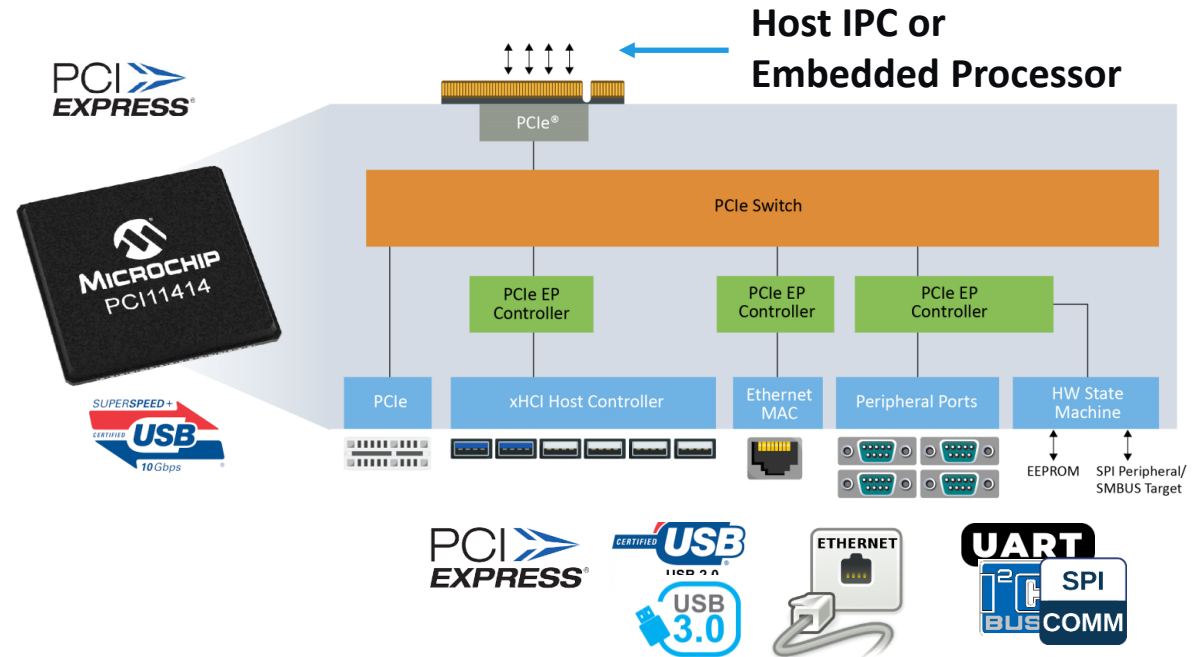 Host IPC or
Embedded Processor
PCI
EXPRESS®
PCIe®
PCIe Switch
MICROCHIP
PCI11414
PCIe EP
Controller
PCIe EP
Controller
PCIe EP
Controller
PCIe
xHCI Host Controller
Ethernet
MAC
Peripheral Ports
HW State
Machine
SUPERSPEED+
CERTIFIED
USB
10Gbps
®
EEPROM
SPI Peripheral/
SMBUS Target
PCI
EXPRESS®
CERTIFIED USB
USB 2.0
USB
3.0
ETHERNET
UART
I²C
BUS
SPI
COMM